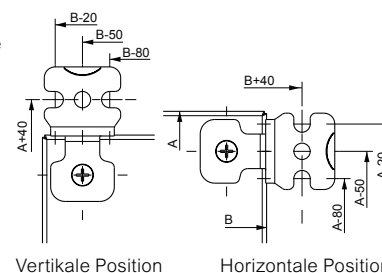 B-20
B-50
B-80
A+40
B+40
A
B
A-20
A-50
A-80
Vertikale Position
Horizontale Position